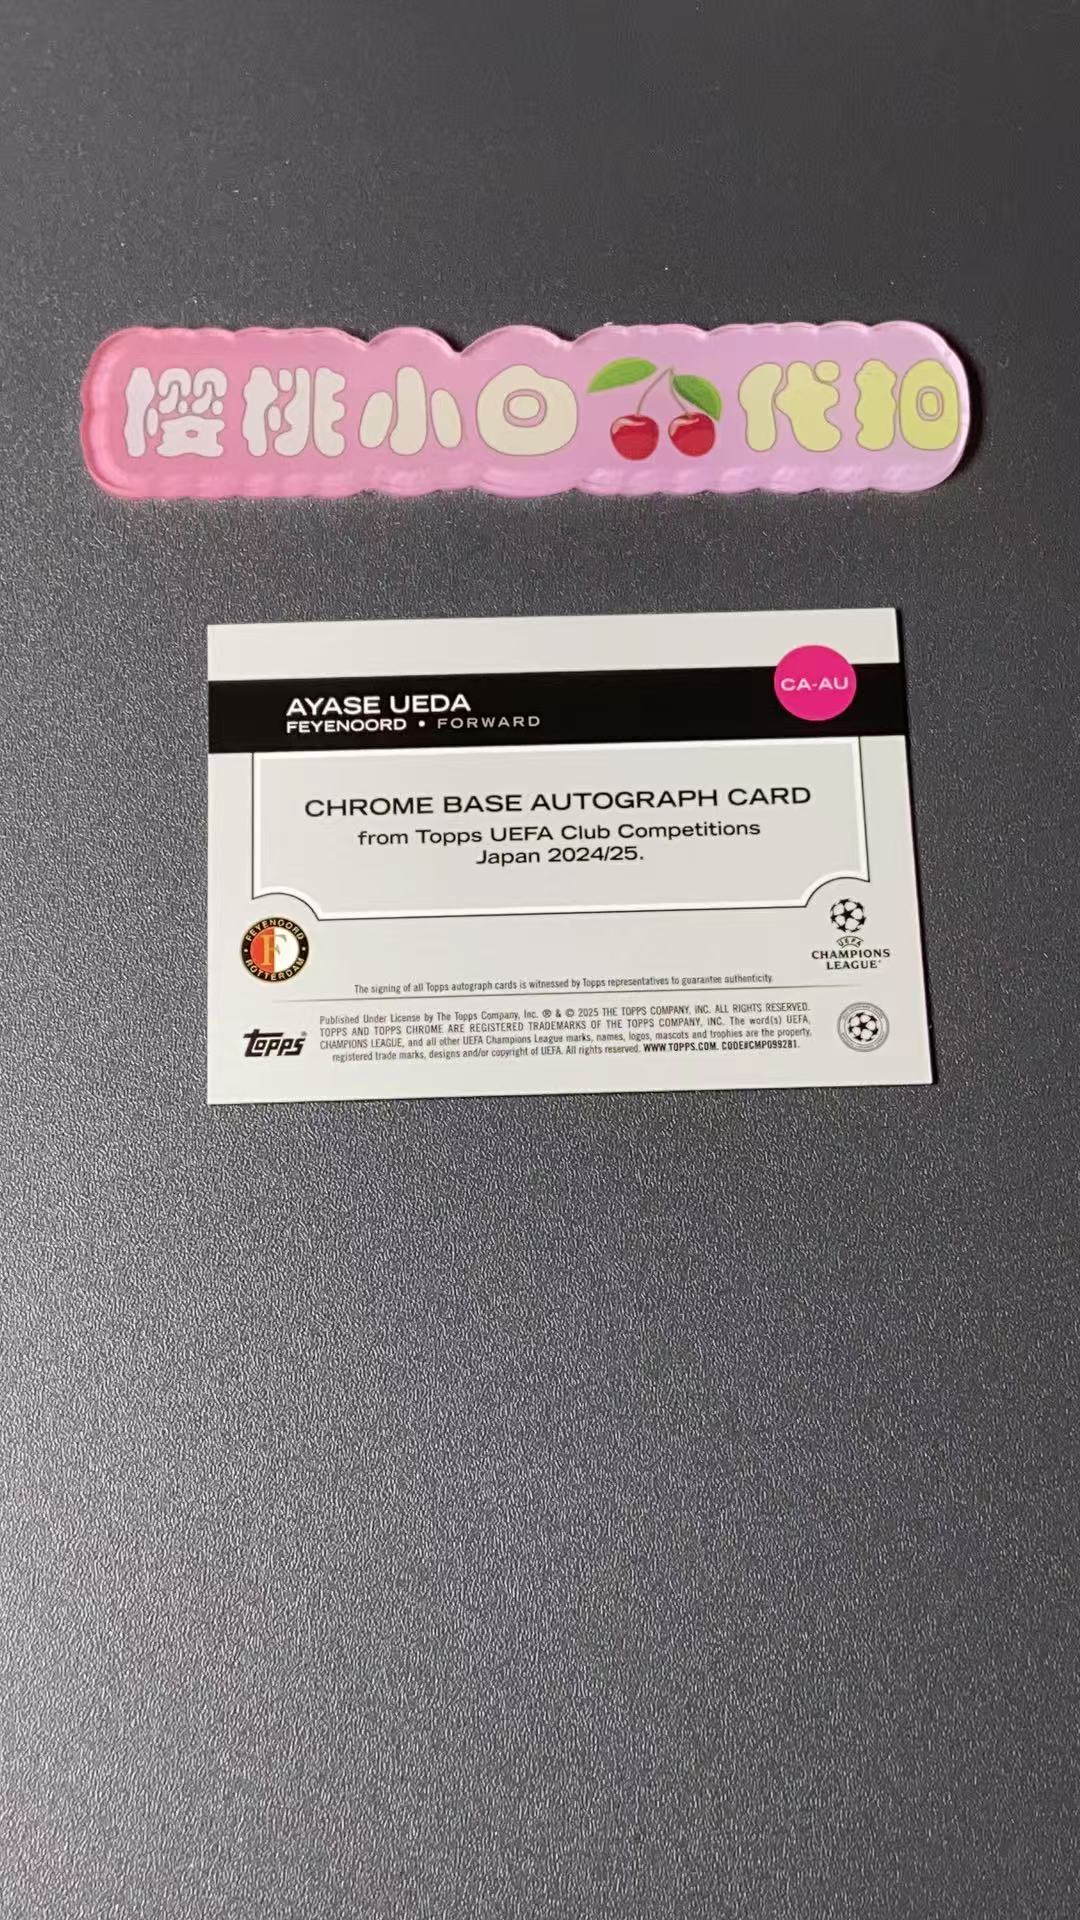 樱桃小口代拍
AYASE UEDA
CA-AU
FEYENOORD • FORWARD
CHROME BASE AUTOGRAPH CARD
from Topps UEFA Club Competitions
Japan 2024/25.
FEYENOORD
F
ROTTERDAM
UEFA
CHAMPIONS
LEAGUE®
The signing of all Topps autograph cards is witnessed by Topps representatives to guarantee authenticity.
topps®
Published Under License by The Topps Company, Inc. ® & © 2025 THE TOPPS COMPANY, INC. ALL RIGHTS RESERVED.
TOPPS AND TOPPS CHROME ARE REGISTERED TRADEMARKS OF THE TOPPS COMPANY, INC. The word(s) UEFA,
CHAMPIONS LEAGUE, and all other UEFA Champions League marks, names, logos, mascots and trophies are the property,
registered trade marks, designs and/or copyright of UEFA. All rights reserved. WWW.TOPPS.COM. CODE#CMP099281.